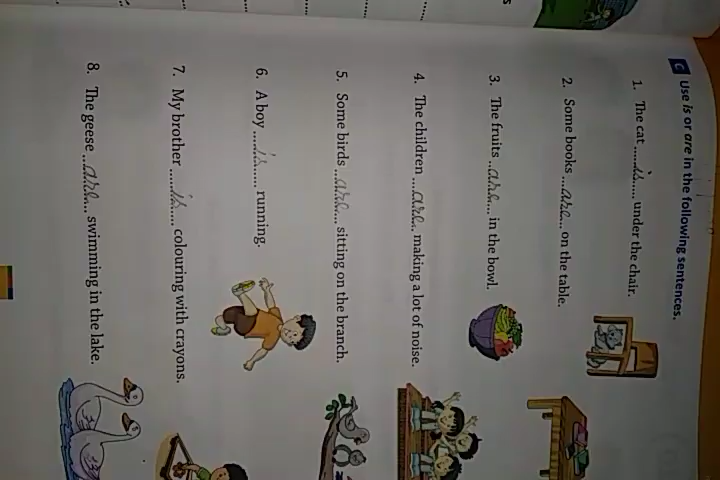 C Use is or are in the following sentences.
1. The cat ......is...... under the chair.
2. Some books ...are... on the table.
3. The fruits ...are... in the bowl.
4. The children ...are... making a lot of noise.
5. Some birds ...are... sitting on the branch.
6. A boy ......is...... running.
7. My brother ......is...... colouring with crayons.
8. The geese ...are... swimming in the lake.